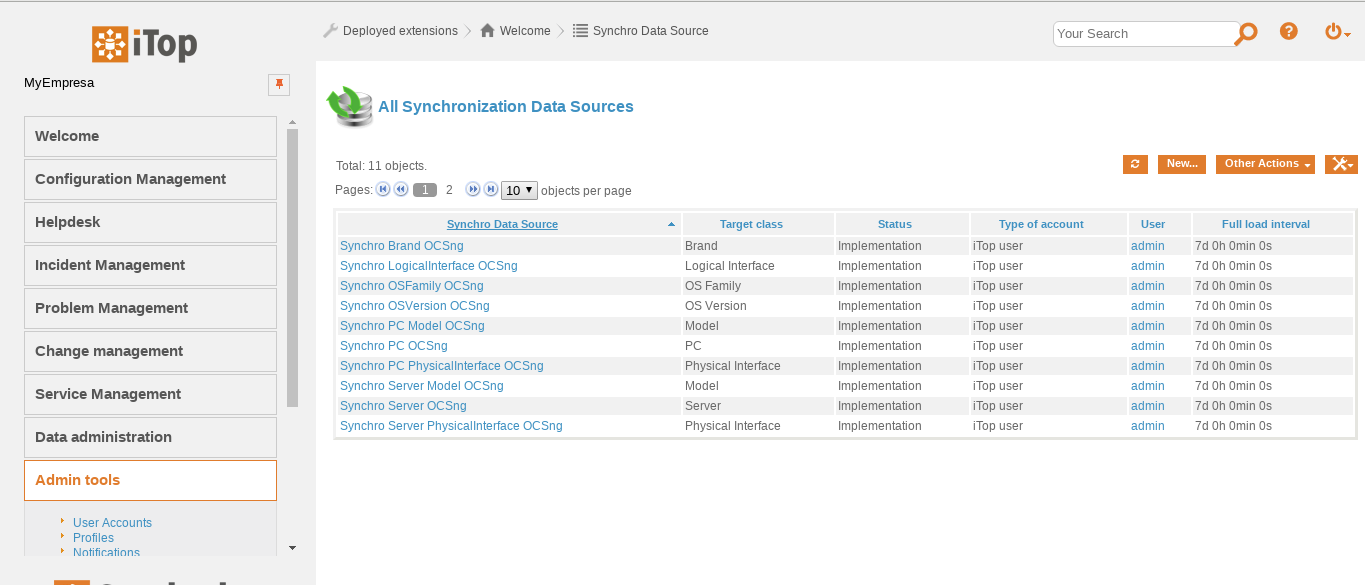 iTop
MyEmpresa
Welcome
Configuration Management
Helpdesk
Incident Management
Problem Management
Change management
Service Management
Data administration
Admin tools
User Accounts
Profiles
Notifications
Deployed extensions Welcome Synchro Data Source
Your Search
?
All Synchronization Data Sources
Total: 11 objects.
New... Other Actions
Pages: 1 2 10 objects per page
Synchro Data Source Target class Status Type of account User Full load interval
Synchro Brand OCSng Brand Implementation iTop user admin 7d 0h 0min 0s
Synchro LogicalInterface OCSng Logical Interface Implementation iTop user admin 7d 0h 0min 0s
Synchro OSFamily OCSng OS Family Implementation iTop user admin 7d 0h 0min 0s
Synchro OSVersion OCSng OS Version Implementation iTop user admin 7d 0h 0min 0s
Synchro PC Model OCSng Model Implementation iTop user admin 7d 0h 0min 0s
Synchro PC OCSng PC Implementation iTop user admin 7d 0h 0min 0s
Synchro PC PhysicalInterface OCSng Physical Interface Implementation iTop user admin 7d 0h 0min 0s
Synchro Server Model OCSng Model Implementation iTop user admin 7d 0h 0min 0s
Synchro Server OCSng Server Implementation iTop user admin 7d 0h 0min 0s
Synchro Server PhysicalInterface OCSng Physical Interface Implementation iTop user admin 7d 0h 0min 0s